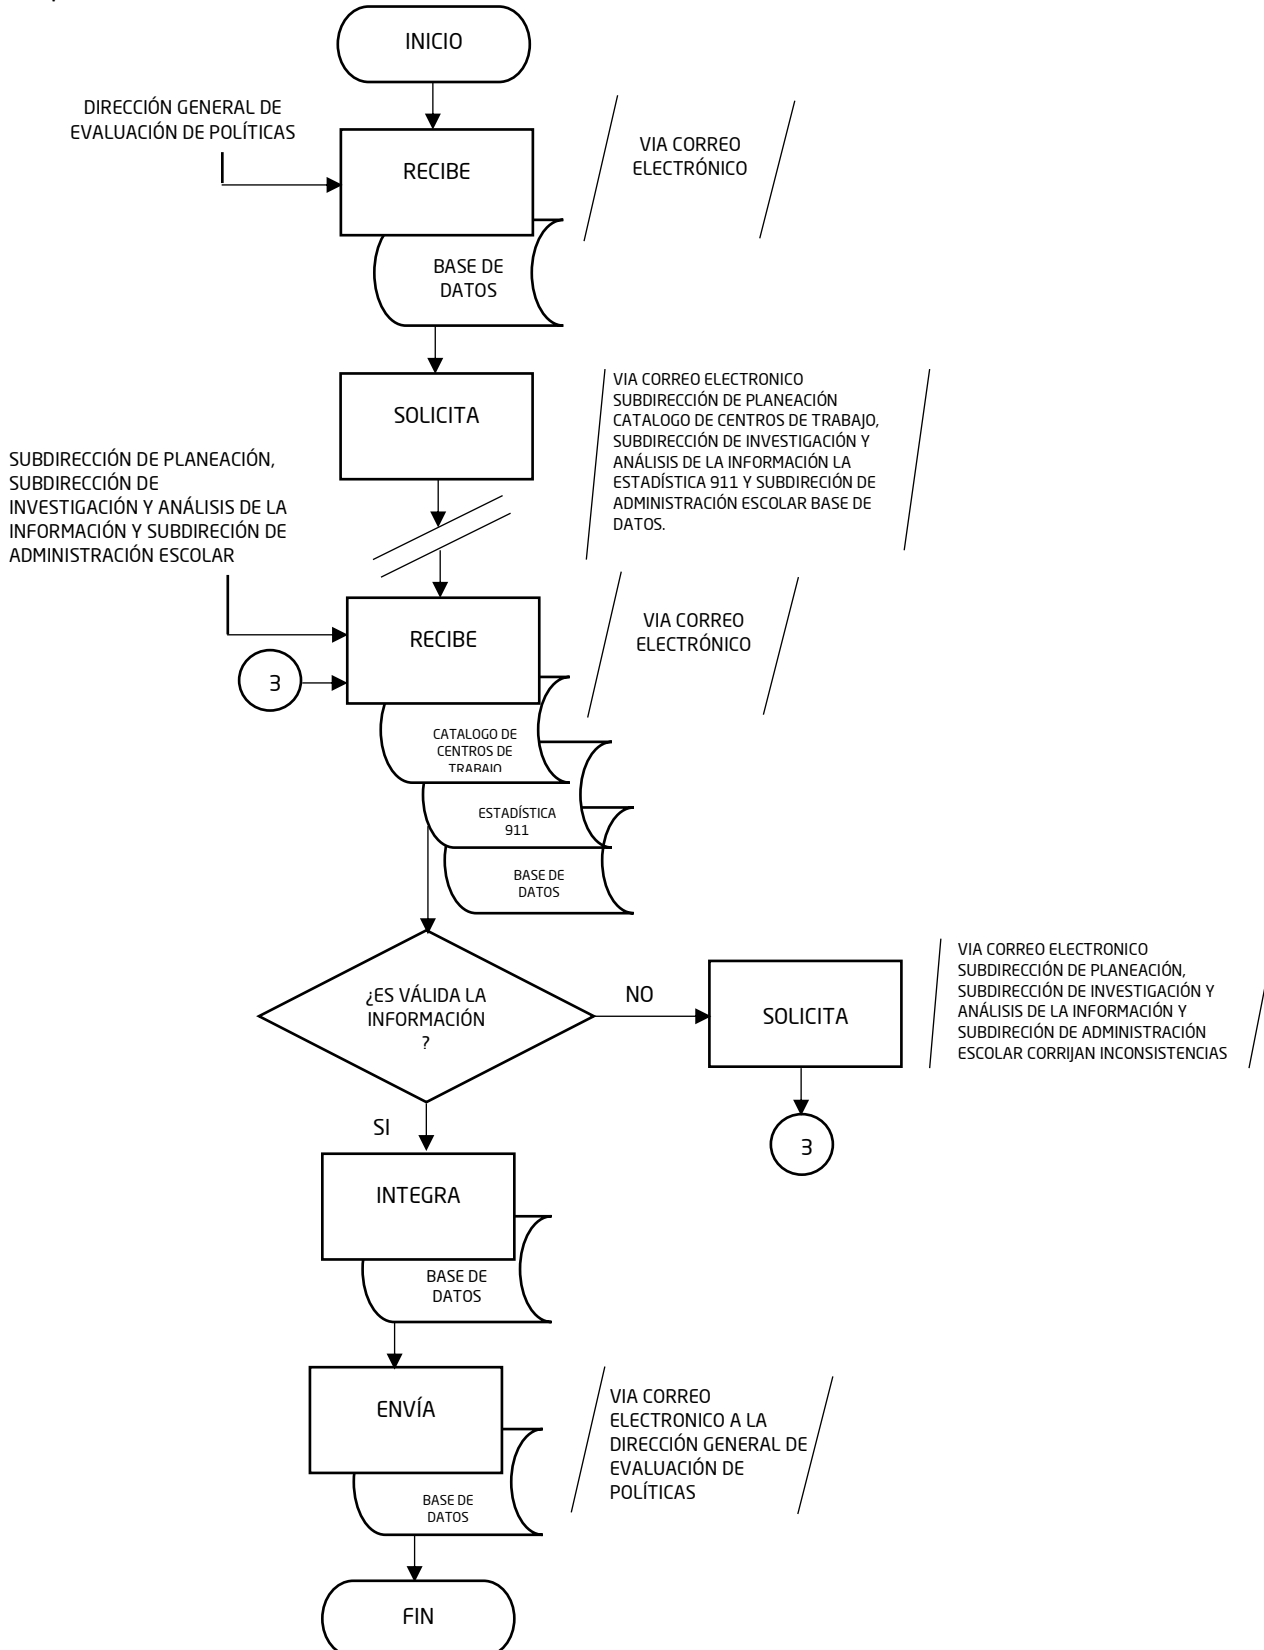 INICIO
DIRECCIÓN GENERAL DE
EVALUACIÓN DE POLÍTICAS
RECIBE
VIA CORREO
ELECTRÓNICO
BASE DE
DATOS
SOLICITA
VIA CORREO ELECTRONICO
SUBDIRECCIÓN DE PLANEACIÓN
CATALOGO DE CENTROS DE TRABAJO,
SUBDIRECCIÓN DE INVESTIGACIÓN Y
ANÁLISIS DE LA INFORMACIÓN LA
ESTADÍSTICA 911 Y SUBDIRECIÓN DE
ADMINISTRACIÓN ESCOLAR BASE DE
DATOS.
SUBDIRECCIÓN DE PLANEACIÓN,
SUBDIRECCIÓN DE
INVESTIGACIÓN Y ANÁLISIS DE LA
INFORMACIÓN Y SUBDIRECIÓN DE
ADMINISTRACIÓN ESCOLAR
RECIBE
VIA CORREO
ELECTRÓNICO
3
CATALOGO DE
CENTROS DE
TRABAJO
ESTADÍSTICA
911
BASE DE
DATOS
¿ES VÁLIDA LA
INFORMACIÓN
?
NO
SOLICITA
VIA CORREO ELECTRONICO
SUBDIRECCIÓN DE PLANEACIÓN,
SUBDIRECCIÓN DE INVESTIGACIÓN Y
ANÁLISIS DE LA INFORMACIÓN Y
SUBDIRECIÓN DE ADMINISTRACIÓN
ESCOLAR CORRIJAN INCONSISTENCIAS
3
SI
INTEGRA
BASE DE
DATOS
ENVÍA
VIA CORREO
ELECTRONICO A LA
DIRECCIÓN GENERAL DE
EVALUACIÓN DE
POLÍTICAS
BASE DE
DATOS
FIN